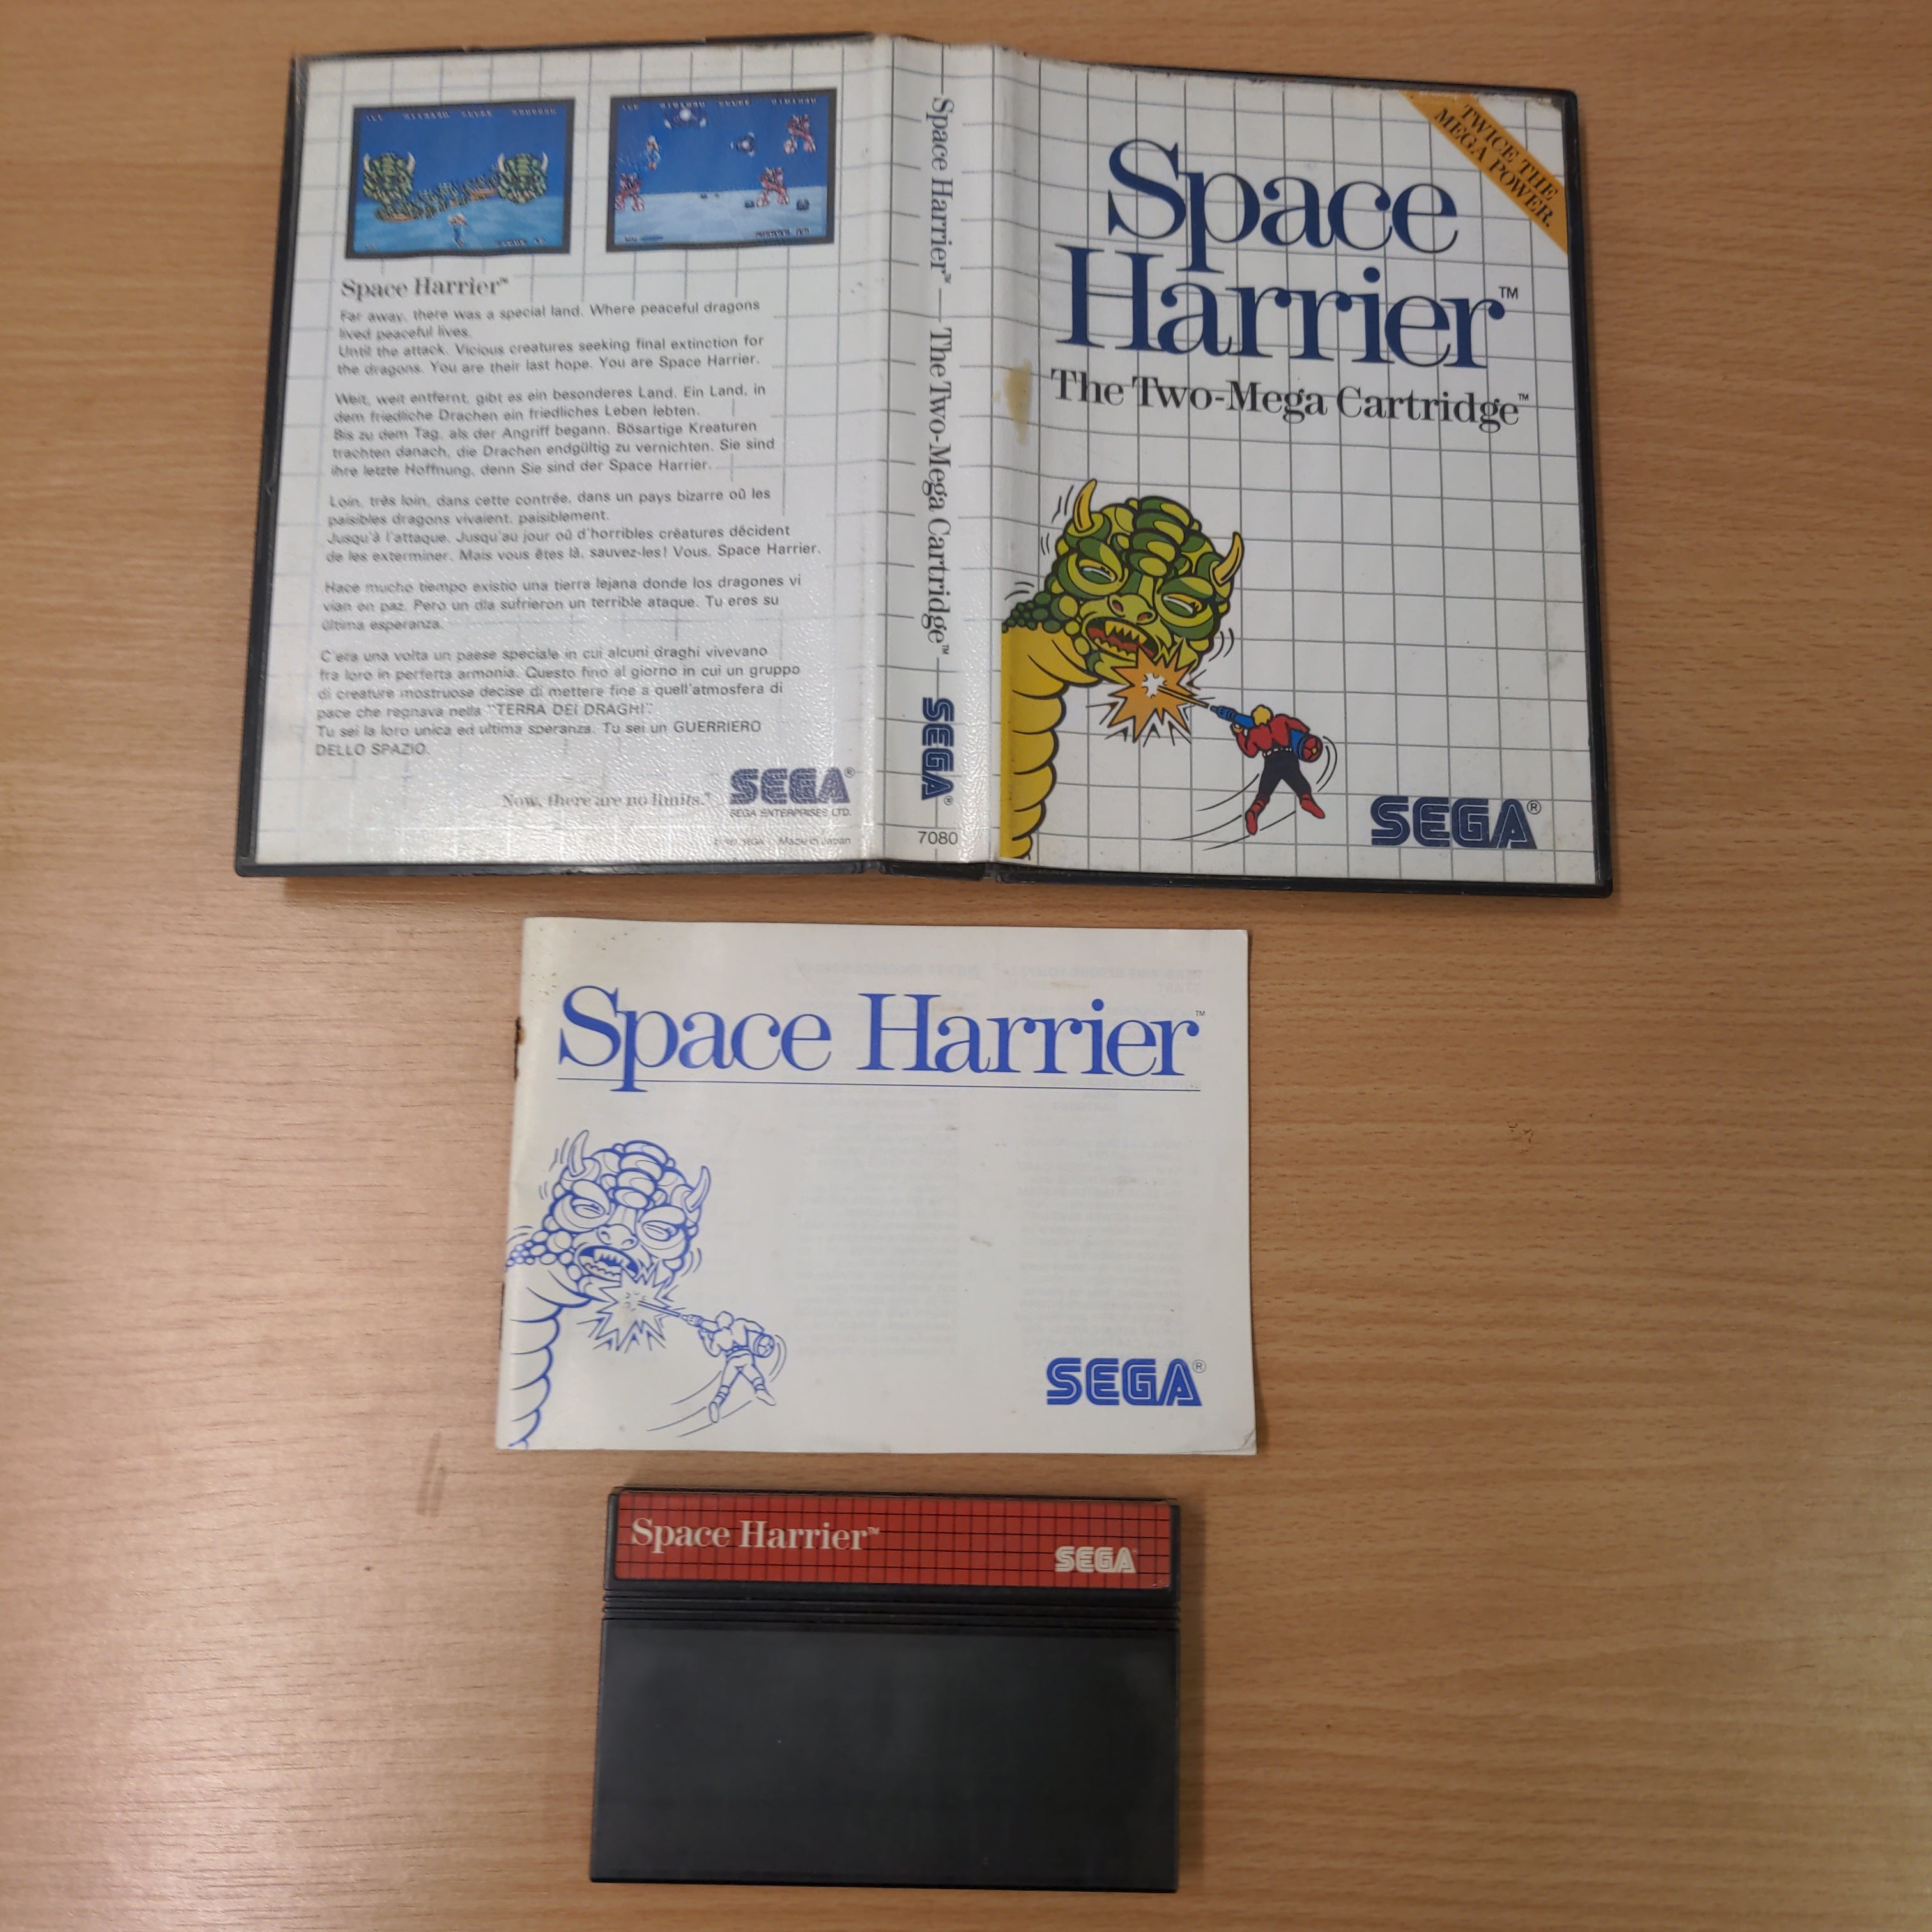 Space Harrier™
Far away, there was a special land. Where peaceful dragons
lived peaceful lives.
Until the attack. Vicious creatures seeking final extinction for
the dragons. You are their last hope. You are Space Harrier.
Weit, weit entfernt, gibt es ein besonderes Land. Ein Land, in
dem friedliche Drachen ein friedliches Leben lebten.
Bis zu dem Tag, als der Angriff begann. Bösartige Kreaturen
trachten danach, die Drachen endgültig zu vernichten. Sie sind
ihre letzte Hoffnung, denn Sie sind der Space Harrier.
Loin, très loin, dans cette contrée, dans un pays bizarre oû les
paisibles dragons vivaient, paisiblement.
Jusqu'à l'attaque. Jusqu'au jour oû d'horribles créatures décident
de les exterminer. Mais vous êtes là, sauvez-les! Vous, Space Harrier.
Hace mucho tiempo existio una tierra lejana donde los dragones vi
vian en paz. Pero un día sufrieron un terrible ataque. Tu eres su
última esperanza.
C'era una volta un paese speciale in cui alcuni draghi vivevano
fra loro in perfetta armonia. Questo fino al giorno in cui un gruppo
di creature mostruose decise di mettere fine a quell'atmosfera di
pace che regnava nella "TERRA DEI DRAGHI".
Tu sei la loro unica ed ultima speranza. Tu sei un GUERRIERO
DELLO SPAZIO.
Now, there are no limits.™
SEGA®
SEGA ENTERPRISES LTD.
Made in Japan
Space Harrier™ — The Two-Mega Cartridge™
SEGA®
7080
TWICE THE
MEGA POWER.
Space
Harrier™
The Two-Mega Cartridge™
SEGA®
Space Harrier™
SEGA®
Space Harrier™
SEGA